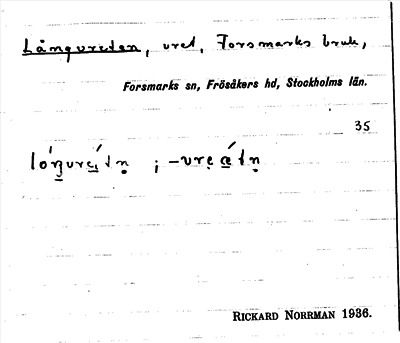 Långvreten, vret, Forsmarks bruk,
Forsmarks sn, Frösåkers hd, Stockholms län.
35
RICKARD NORRMAN 1936.